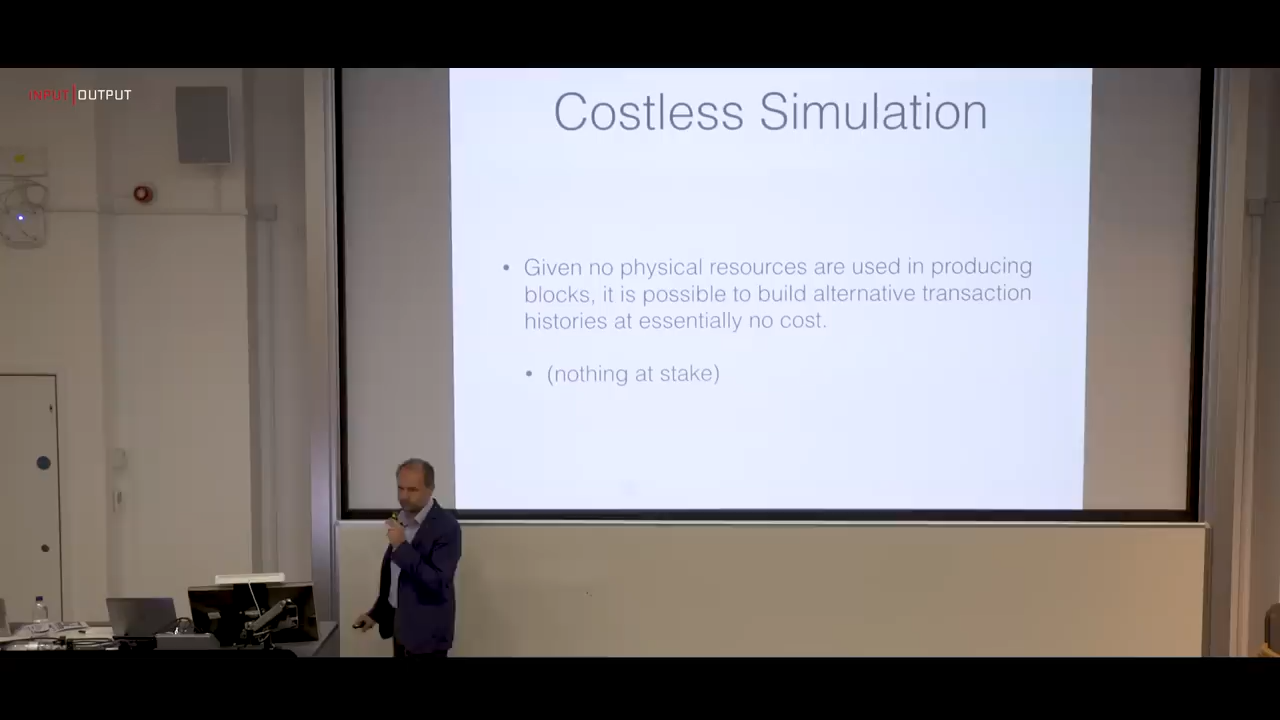 INPUT|OUTPUT
Costless Simulation
• Given no physical resources are used in producing
blocks, it is possible to build alternative transaction
histories at essentially no cost.
• (nothing at stake)